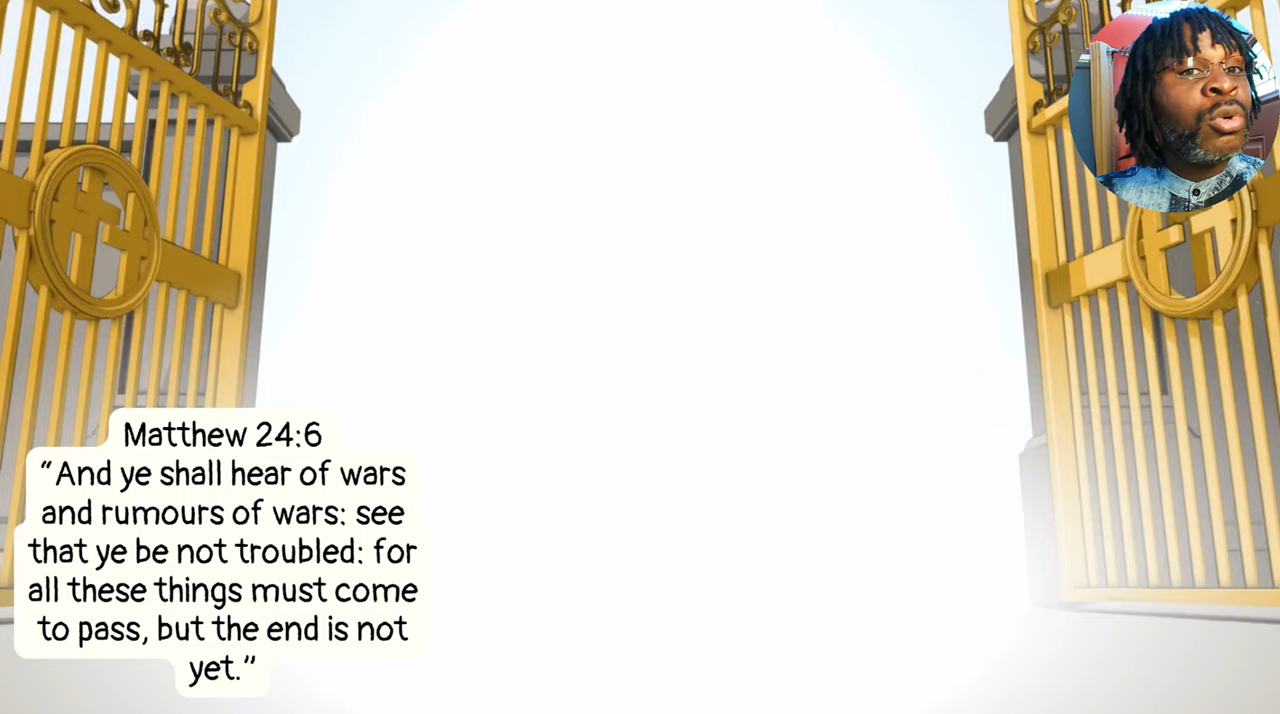 Matthew 24:6
“And ye shall hear of wars
and rumours of wars: see
that ye be not troubled: for
all these things must come
to pass, but the end is not
yet.”